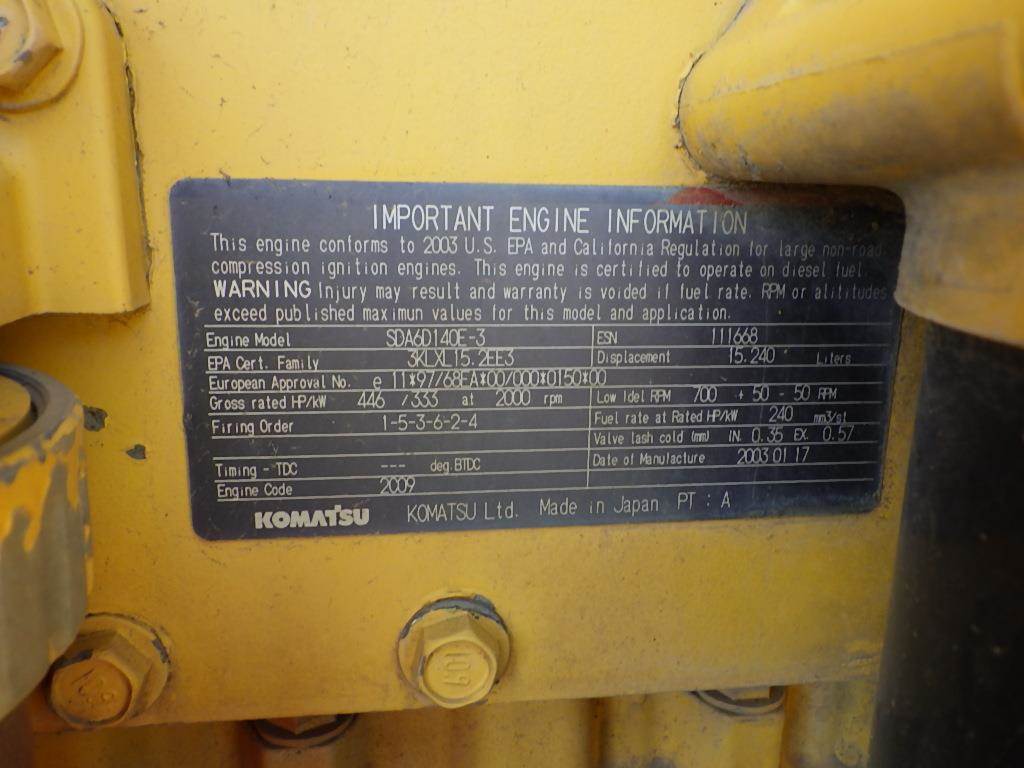 IMPORTANT ENGINE INFORMATION
This engine conforms to 2003 U.S. EPA and California Regulation for large non-road
compression ignition engines. This engine is certified to operate on diesel fuel.
WARNING Injury may result and warranty is voided if fuel rate. RPM or altitudes
exceed published maximun values for this model and application.
Engine Model SDA6D140E-3 ESN 111668
EPA Cert. Family 3KLXL15.2EE3 Displacement 15.240 Liters
European Approval No. e 11*97/68EA*00/000*0150*00
Gross rated HP/kW 446 /333 at 2000 rpm Low Idel RPM 700 +50 -50 RPM
Firing Order 1-5-3-6-2-4 Fuel rate at Rated HP/kW 240 mm3/st
Valve lash cold (mm) IN. 0.35 EX. 0.57
Timing - TDC --- deg.BTDC Date of Manufacture 2003 01 17
Engine Code 2009
KOMATSU KOMATSU Ltd. Made in Japan PT : A
10.9